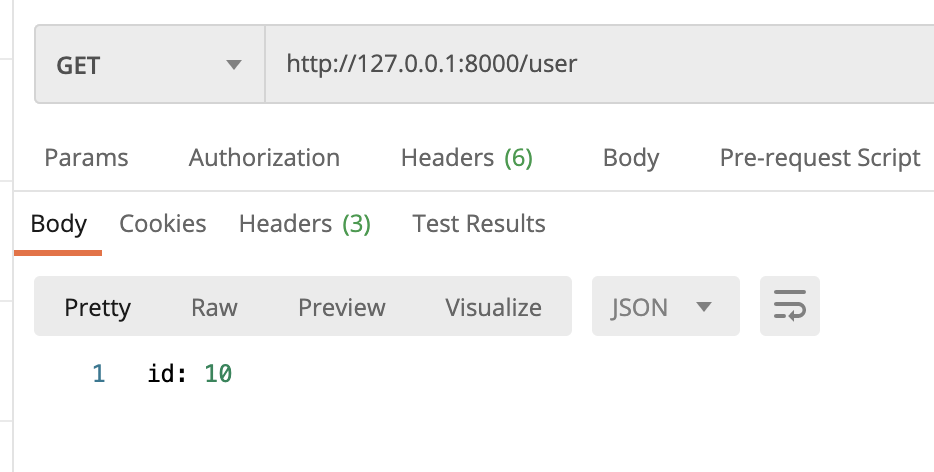 GET http://127.0.0.1:8000/user
Params Authorization Headers (6) Body Pre-request Script
Body Cookies Headers (3) Test Results
Pretty Raw Preview Visualize JSON
1 id: 10